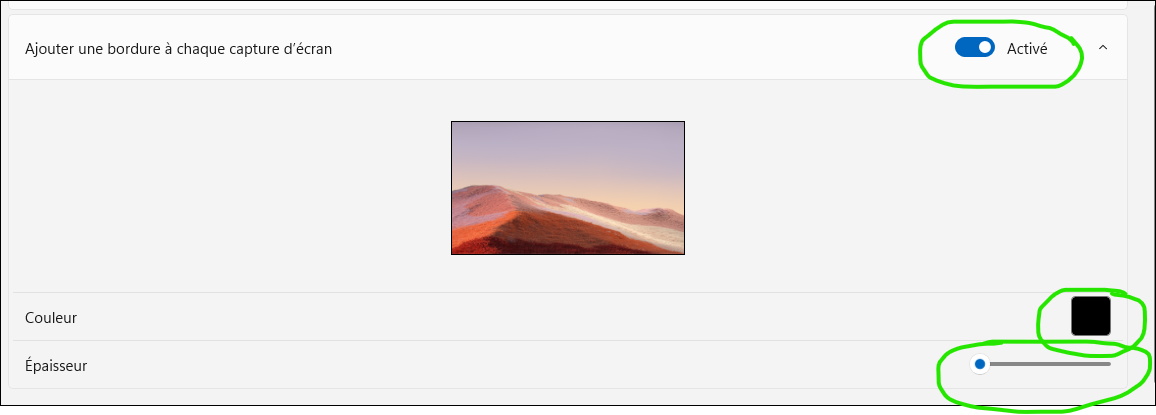 Ajouter une bordure à chaque capture d’écran
Activé
Couleur
Épaisseur